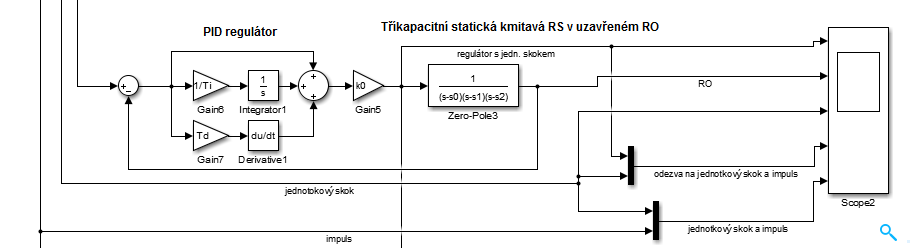 PID regulátor
Tříkapacitní statická kmitavá RS v uzavřeném RO
regulátor s jedn. skokem
RO
1/Ti
Gain6
1
s
Integrator1
k0
Gain5
1
(s-s0)(s-s1)(s-s2)
Zero-Pole3
Td
Gain7
du/dt
Derivative1
odezva na jednotkový skok a impuls
jednotokový skok
Scope2
jednotkový skok a impuls
impuls